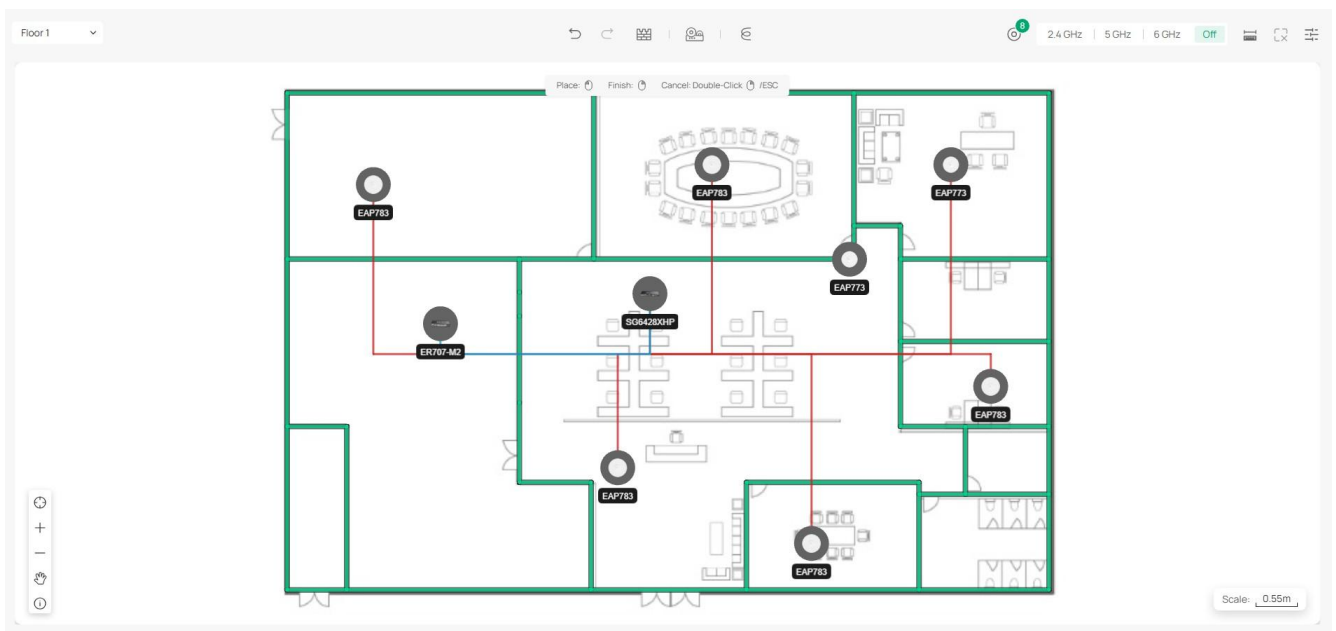 Floor 1
8
2.4 GHz 5 GHz 6 GHz Off
Place: Finish: Cancel: Double-Click /ESC
EAP783
EAP783
EAP773
EAP773
SG6428XHP
ER707-M2
EAP783
EAP783
EAP783
Scale: 0.55m